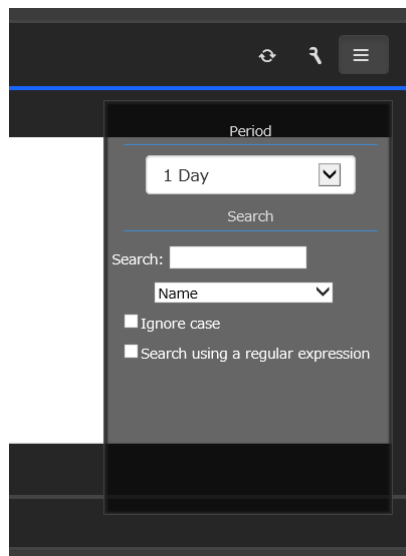 Period
1 Day
Search
Search:
Name
Ignore case
Search using a regular expression